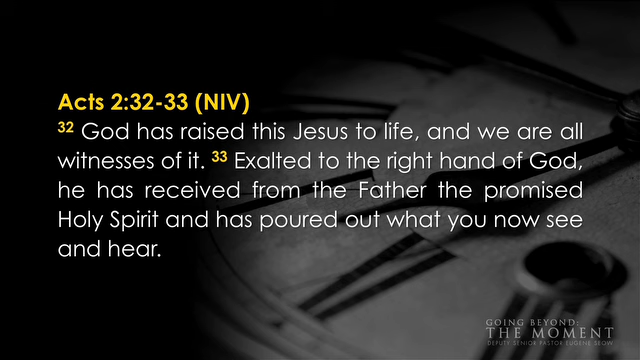 Acts 2:32-33 (NIV)
32 God has raised this Jesus to life, and we are all
witnesses of it. 33 Exalted to the right hand of God,
he has received from the Father the promised
Holy Spirit and has poured out what you now see
and hear.
GOING BEYOND:
THE MOMENT
DEPUTY SENIOR PASTOR EUGENE SEOW